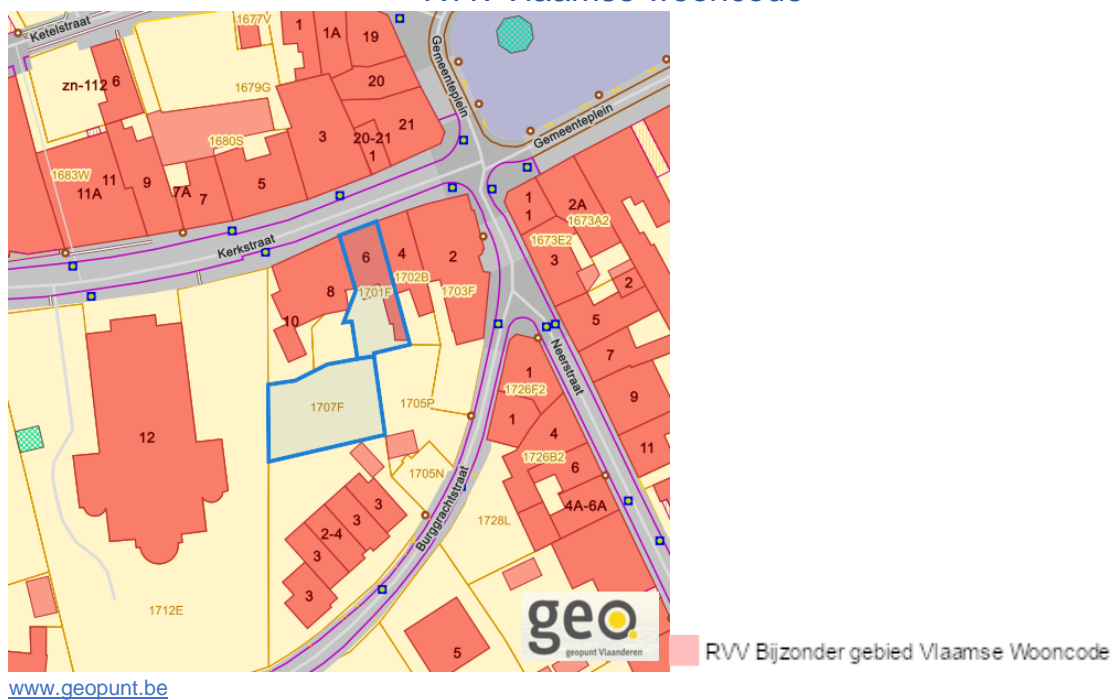 RVV Vlaamse Wooncode
Ketelstraat
1677V
1
1A
19
zn-112
6
1679G
20
Gemeenteplein
3
20-21
21
1
Gemeenteplein
1680S
1683W
11
11A
9
7A
7
5
1
1
2A
1673A2
Kerkstraat
6
4
2
1673E2
3
1702B
8
1701F
1703F
2
10
5
Neerstraat
7
1
1726F2
1707F
1705P
9
12
1
4
11
1726B2
6
1705N
4A-6A
3
2-4
3
3
1728L
Burggrachtstraat
3
1712E
5
geo.
geopunt Vlaanderen
RVV Bijzonder gebied Vlaamse Wooncode
www.geopunt.be